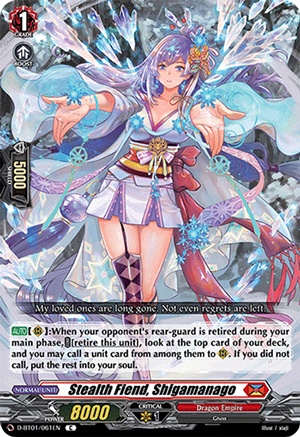 1
GRADE
BOOST
5000
SHIELD
My loved ones are long gone. Not even regrets are left.
AUTO[ ]:When your opponent's rear-guard is retired during your
main phase, [(retire this unit), look at the top card of your deck,
and you may call a unit card from among them to . If you did not
call, put the rest into your soul.
NORMAL UNIT
Stealth Fiend, Shigamanago
POWER
8000
CRITICAL
1
Dragon Empire
Ghost
D-BT01/061EN
C
Illust / xiaji